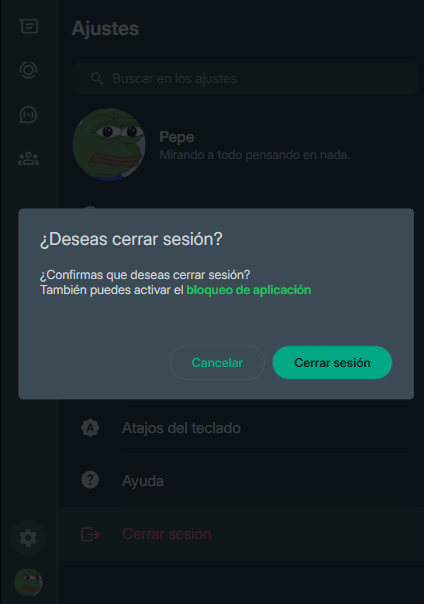 Ajustes
Buscar en los ajustes
Pepe
Mirando a todo pensando en nada.
¿Deseas cerrar sesión?
¿Confirmas que deseas cerrar sesión?
También puedes activar el bloqueo de aplicación
Cancelar
Cerrar sesión
Atajos del teclado
Ayuda
Cerrar sesión